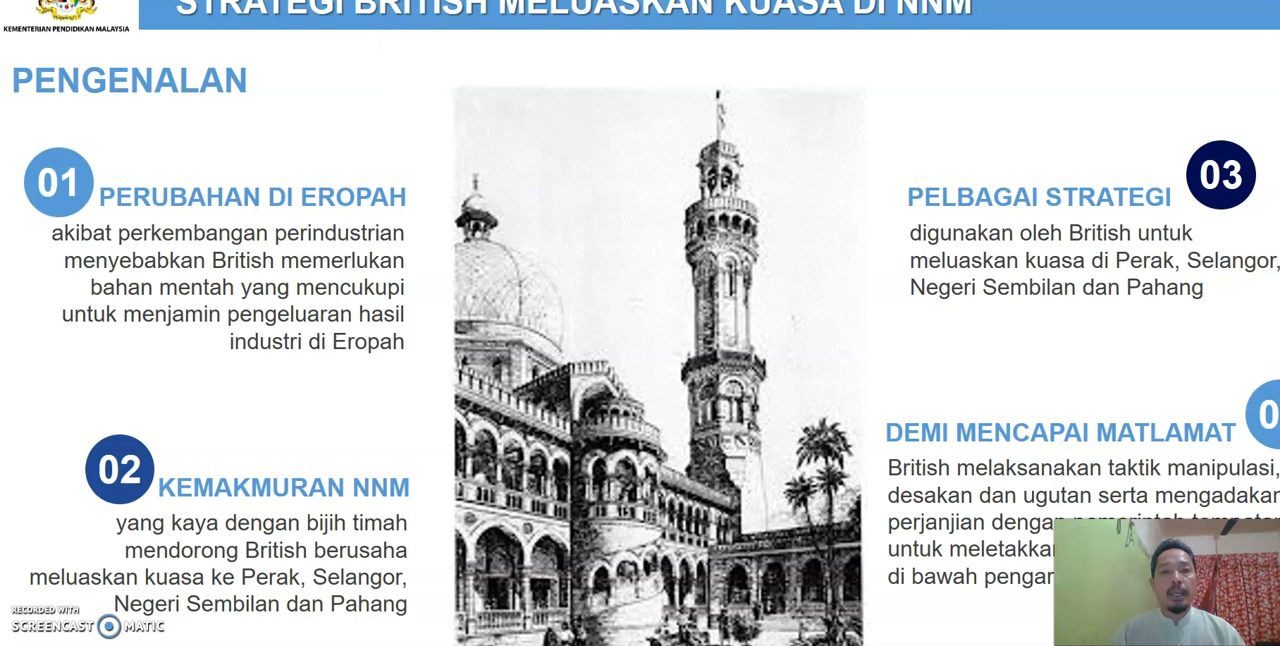 STRATEGI BRITISH MELUASKAN KUASA DI NNM
KEMENTERIAN PENDIDIKAN MALAYSIA
PENGENALAN
01
PERUBAHAN DI EROPAH
akibat perkembangan perindustrian
menyebabkan British memerlukan
bahan mentah yang mencukupi
untuk menjamin pengeluaran hasil
industri di Eropah
02
KEMAKMURAN NNM
yang kaya dengan bijih timah
mendorong British berusaha
meluaskan kuasa ke Perak, Selangor,
Negeri Sembilan dan Pahang
03
PELBAGAI STRATEGI
digunakan oleh British untuk
meluaskan kuasa di Perak, Selangor,
Negeri Sembilan dan Pahang
DEMI MENCAPAI MATLAMAT
British melaksanakan taktik manipulasi,
desakan dan ugutan serta mengadakan
perjanjian dengan
untuk
di bawah
RECORDED WITH
SCREENCAST MATIC